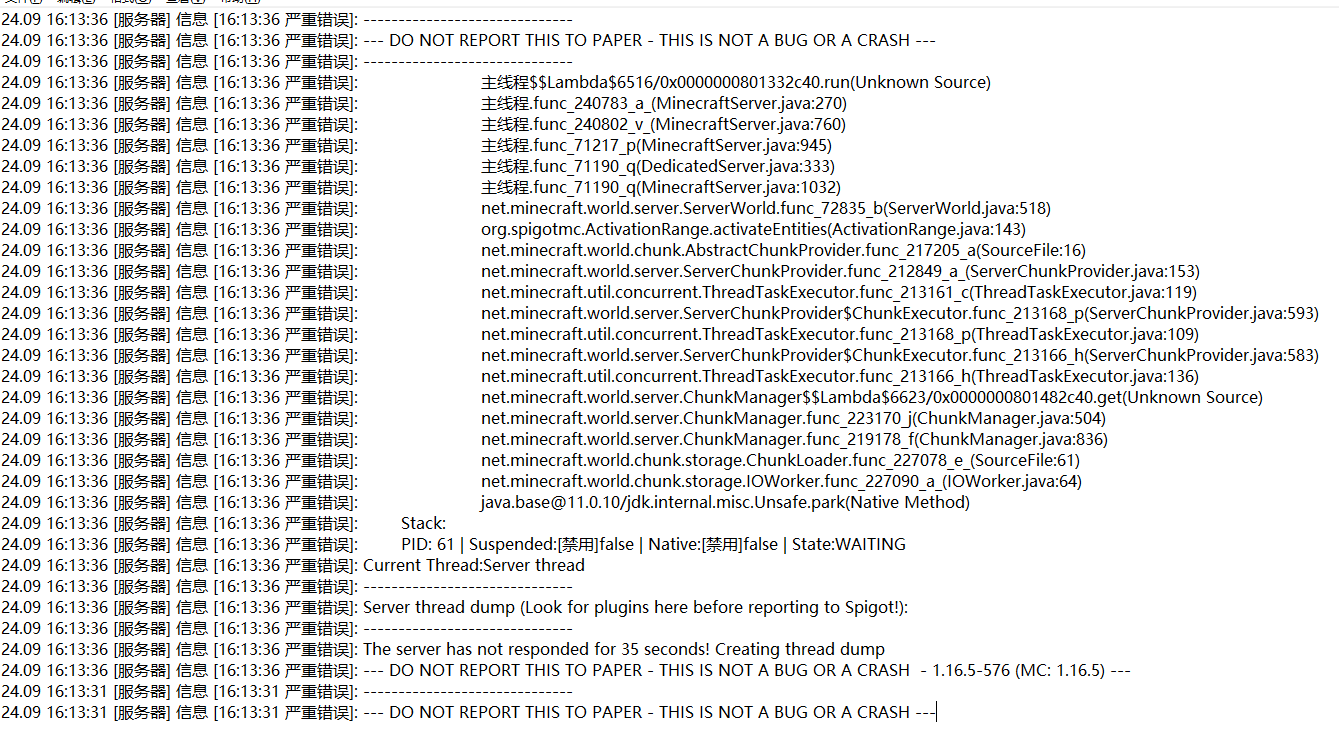 24.09 16:13:36 [服务器] 信息 [16:13:36 严重错误]: ------------------------------
24.09 16:13:36 [服务器] 信息 [16:13:36 严重错误]: --- DO NOT REPORT THIS TO PAPER - THIS IS NOT A BUG OR A CRASH ---
24.09 16:13:36 [服务器] 信息 [16:13:36 严重错误]: ------------------------------
24.09 16:13:36 [服务器] 信息 [16:13:36 严重错误]: 主线程$$Lambda$6516/0x0000000801332c40.run(Unknown Source)
24.09 16:13:36 [服务器] 信息 [16:13:36 严重错误]: 主线程.func_240783_a_(MinecraftServer.java:270)
24.09 16:13:36 [服务器] 信息 [16:13:36 严重错误]: 主线程.func_240802_v_(MinecraftServer.java:760)
24.09 16:13:36 [服务器] 信息 [16:13:36 严重错误]: 主线程.func_71217_p(MinecraftServer.java:945)
24.09 16:13:36 [服务器] 信息 [16:13:36 严重错误]: 主线程.func_71190_q(DedicatedServer.java:333)
24.09 16:13:36 [服务器] 信息 [16:13:36 严重错误]: 主线程.func_71190_q(MinecraftServer.java:1032)
24.09 16:13:36 [服务器] 信息 [16:13:36 严重错误]: net.minecraft.world.server.ServerWorld.func_72835_b(ServerWorld.java:518)
24.09 16:13:36 [服务器] 信息 [16:13:36 严重错误]: org.spigotmc.ActivationRange.activateEntities(ActivationRange.java:143)
24.09 16:13:36 [服务器] 信息 [16:13:36 严重错误]: net.minecraft.world.chunk.AbstractChunkProvider.func_217205_a(SourceFile:16)
24.09 16:13:36 [服务器] 信息 [16:13:36 严重错误]: net.minecraft.world.server.ServerChunkProvider.func_212849_a_(ServerChunkProvider.java:153)
24.09 16:13:36 [服务器] 信息 [16:13:36 严重错误]: net.minecraft.util.concurrent.ThreadTaskExecutor.func_213161_c(ThreadTaskExecutor.java:119)
24.09 16:13:36 [服务器] 信息 [16:13:36 严重错误]: net.minecraft.world.server.ServerChunkProvider$ChunkExecutor.func_213168_p(ServerChunkProvider.java:593)
24.09 16:13:36 [服务器] 信息 [16:13:36 严重错误]: net.minecraft.util.concurrent.ThreadTaskExecutor.func_213168_p(ThreadTaskExecutor.java:109)
24.09 16:13:36 [服务器] 信息 [16:13:36 严重错误]: net.minecraft.world.server.ServerChunkProvider$ChunkExecutor.func_213166_h(ServerChunkProvider.java:583)
24.09 16:13:36 [服务器] 信息 [16:13:36 严重错误]: net.minecraft.util.concurrent.ThreadTaskExecutor.func_213166_h(ThreadTaskExecutor.java:136)
24.09 16:13:36 [服务器] 信息 [16:13:36 严重错误]: net.minecraft.world.server.ChunkManager$$Lambda$6623/0x0000000801482c40.get(Unknown Source)
24.09 16:13:36 [服务器] 信息 [16:13:36 严重错误]: net.minecraft.world.server.ChunkManager.func_223170_j(ChunkManager.java:504)
24.09 16:13:36 [服务器] 信息 [16:13:36 严重错误]: net.minecraft.world.server.ChunkManager.func_219178_f(ChunkManager.java:836)
24.09 16:13:36 [服务器] 信息 [16:13:36 严重错误]: net.minecraft.world.chunk.storage.ChunkLoader.func_227078_e_(SourceFile:61)
24.09 16:13:36 [服务器] 信息 [16:13:36 严重错误]: net.minecraft.world.chunk.storage.IOWorker.func_227090_a_(IOWorker.java:64)
24.09 16:13:36 [服务器] 信息 [16:13:36 严重错误]: java.base@11.0.10/jdk.internal.misc.Unsafe.park(Native Method)
24.09 16:13:36 [服务器] 信息 [16:13:36 严重错误]: Stack:
24.09 16:13:36 [服务器] 信息 [16:13:36 严重错误]: PID: 61 | Suspended:[禁用]false | Native:[禁用]false | State:WAITING
24.09 16:13:36 [服务器] 信息 [16:13:36 严重错误]: Current Thread:Server thread
24.09 16:13:36 [服务器] 信息 [16:13:36 严重错误]: ------------------------------
24.09 16:13:36 [服务器] 信息 [16:13:36 严重错误]: Server thread dump (Look for plugins here before reporting to Spigot!):
24.09 16:13:36 [服务器] 信息 [16:13:36 严重错误]: ------------------------------
24.09 16:13:36 [服务器] 信息 [16:13:36 严重错误]: The server has not responded for 35 seconds! Creating thread dump
24.09 16:13:36 [服务器] 信息 [16:13:36 严重错误]: --- DO NOT REPORT THIS TO PAPER - THIS IS NOT A BUG OR A CRASH  - 1.16.5-576 (MC: 1.16.5) ---
24.09 16:13:31 [服务器] 信息 [16:13:31 严重错误]: ------------------------------
24.09 16:13:31 [服务器] 信息 [16:13:31 严重错误]: --- DO NOT REPORT THIS TO PAPER - THIS IS NOT A BUG OR A CRASH ---